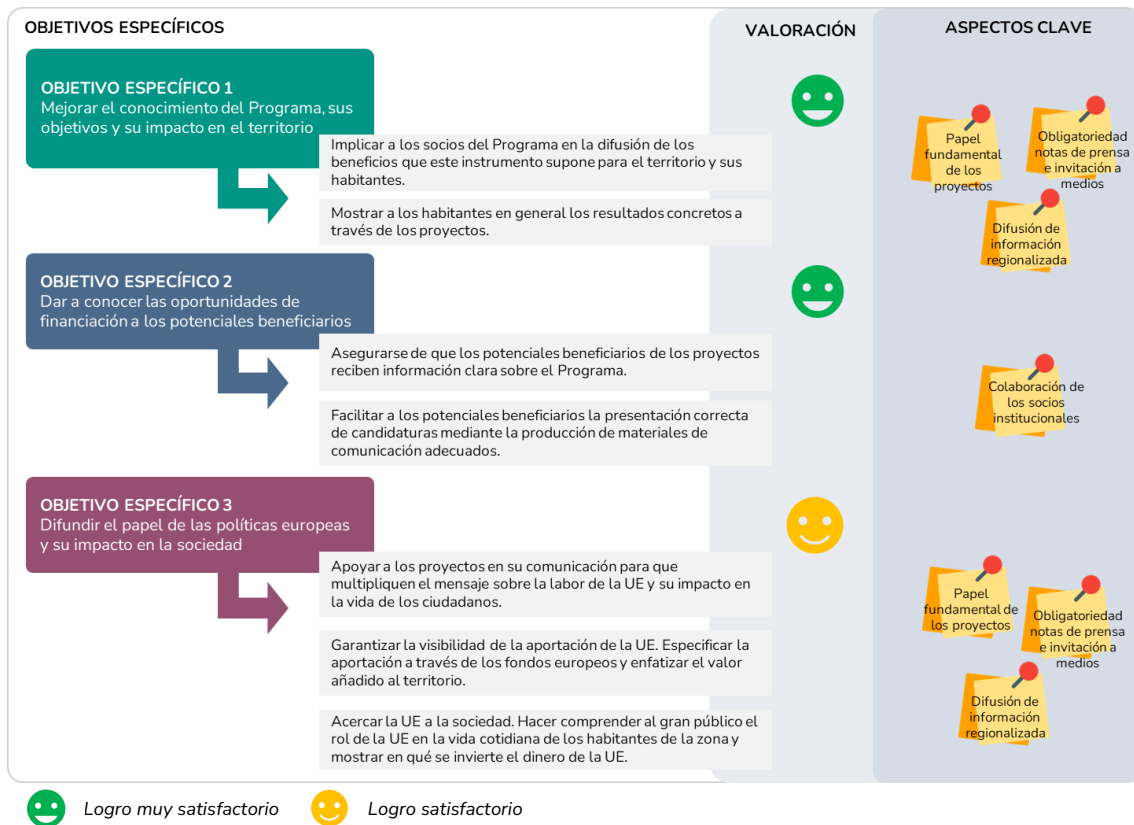 OBJETIVOS ESPECÍFICOS
VALORACIÓN
ASPECTOS CLAVE
OBJETIVO ESPECÍFICO 1
Mejorar el conocimiento del Programa, sus
objetivos y su impacto en el territorio
Implicar a los socios del Programa en la difusión de los
beneficios que este instrumento supone para el territorio y sus
habitantes.
Mostrar a los habitantes en general los resultados concretos a
través de los proyectos.
Papel
fundamental
de los
proyectos
Obligatoriedad
notas de prensa
e invitación a
medios
Difusión de
información
regionalizada
OBJETIVO ESPECÍFICO 2
Dar a conocer las oportunidades de
financiación a los potenciales beneficiarios
Asegurarse de que los potenciales beneficiarios de los proyectos
reciben información clara sobre el Programa.
Facilitar a los potenciales beneficiarios la presentación correcta
de candidaturas mediante la producción de materiales de
comunicación adecuados.
Colaboración de
los socios
institucionales
OBJETIVO ESPECÍFICO 3
Difundir el papel de las políticas europeas
y su impacto en la sociedad
Apoyar a los proyectos en su comunicación para que
multipliquen el mensaje sobre la labor de la UE y su impacto en
la vida de los ciudadanos.
Garantizar la visibilidad de la aportación de la UE. Especificar la
aportación a través de los fondos europeos y enfatizar el valor
añadido al territorio.
Acercar la UE a la sociedad. Hacer comprender al gran público el
rol de la UE en la vida cotidiana de los habitantes de la zona y
mostrar en qué se invierte el dinero de la UE.
Papel
fundamental de
los proyectos
Obligatoriedad
notas de prensa
e invitación a
medios
Difusión de
información
regionalizada
Logro muy satisfactorio
Logro satisfactorio